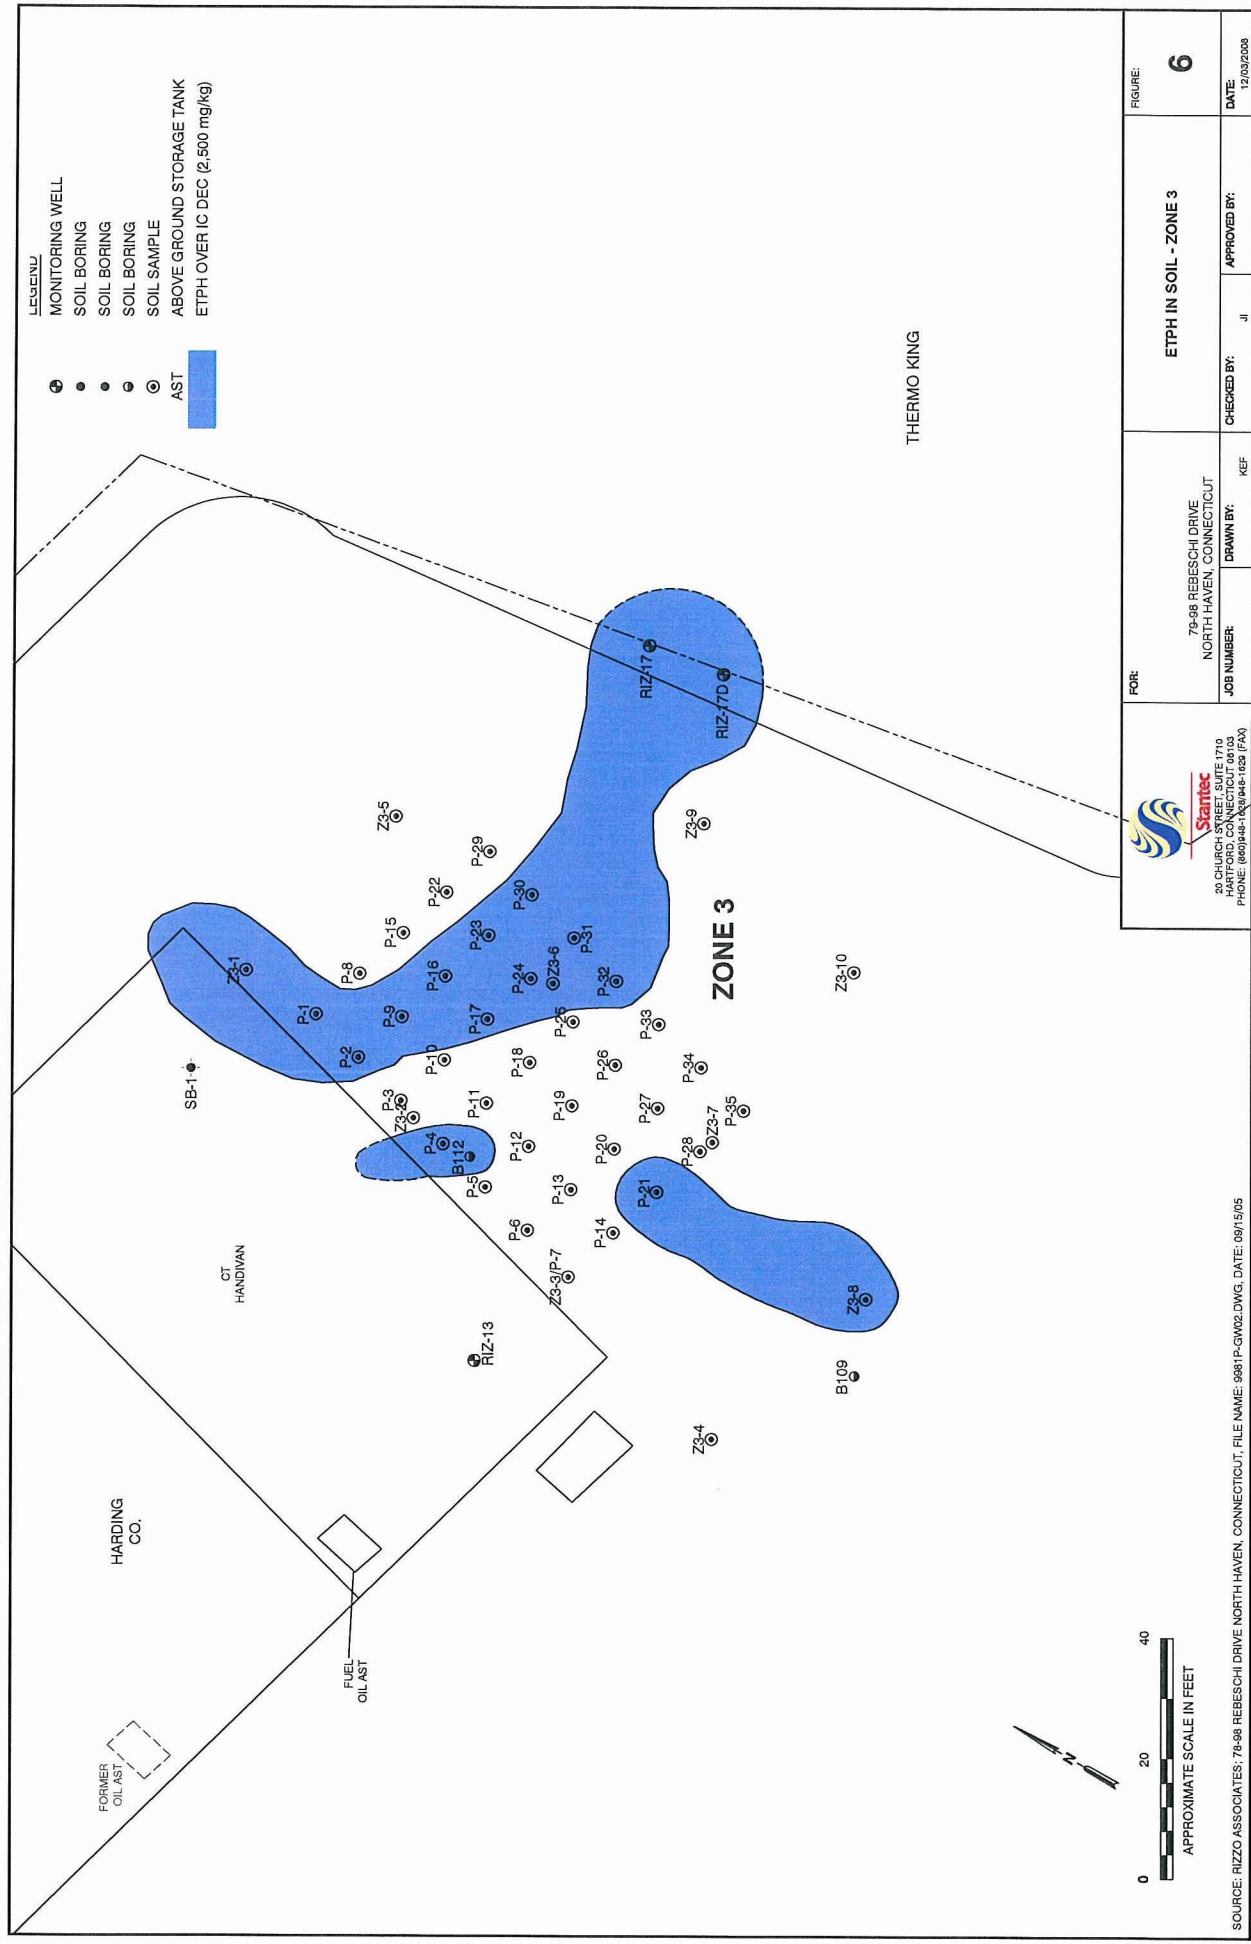 LEGEND
MONITORING WELL
SOIL BORING
SOIL BORING
SOIL BORING
SOIL SAMPLE
AST
ABOVE GROUND STORAGE TANK
ETPH OVER IC DEC (2,500 mg/kg)
HARDING
CO.
FORMER
OIL AST
FUEL
OIL AST
CT
HANDIVAN
SB-1
Z3-1
P-1
P-2
P-8
P-9
P-15
Z3-5
P-3
Z3-2
P-4
B112
P-10
P-16
P-22
P-29
P-5
P-11
P-17
P-23
RIZ-13
P-6
P-12
P-18
P-24
Z3-6
P-30
Z3-3/P-7
P-13
P-19
P-25
P-31
P-14
P-20
P-26
P-32
P-21
P-27
P-33
RIZ-17
Z3-4
P-28
Z3-7
P-34
Z3-9
RIZ-17D
P-35
ZONE 3
B109
Z3-8
Z3-10
THERMO KING
N
0
20
40
APPROXIMATE SCALE IN FEET
SOURCE: RIZZO ASSOCIATES; 78-98 REBESCHI DRIVE NORTH HAVEN, CONNECTICUT, FILE NAME: 9981P-GW02.DWG, DATE: 09/15/05
Stantec
20 CHURCH STREET, SUITE 1710
HARTFORD, CONNECTICUT 06103
PHONE: (860)948-1628/948-1629 (FAX)
FOR:
79-98 REBESCHI DRIVE
NORTH HAVEN, CONNECTICUT
JOB NUMBER:
DRAWN BY:
KEF
ETPH IN SOIL - ZONE 3
CHECKED BY:
JI
APPROVED BY:
FIGURE:
6
DATE:
12/03/2008